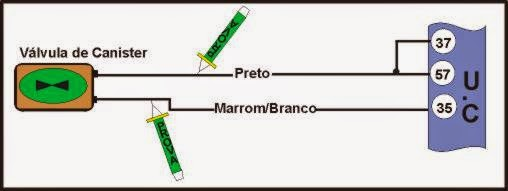 Válvula de Canister
PROVA
37
Preto
57
U.C
Marrom/Branco
35
PROVA